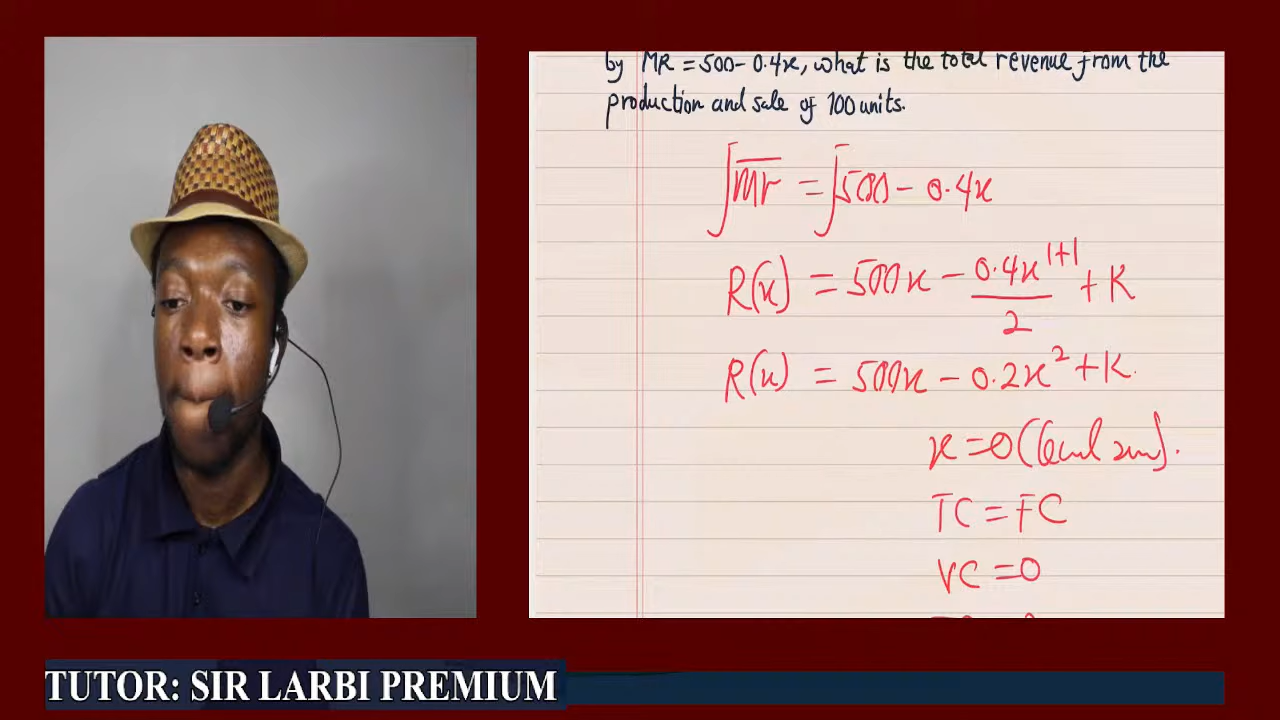 by MR = 500 - 0.4x, what is the total revenue from the
production and sale of 100 units.
∫Mr = ∫500 - 0.4x
R(x) = 500x - 0.4x^1+1/2 + K
R(x) = 500x - 0.2x² + K.
x = 0
TC = FC
VC = 0
TUTOR: SIR LARBI PREMIUM